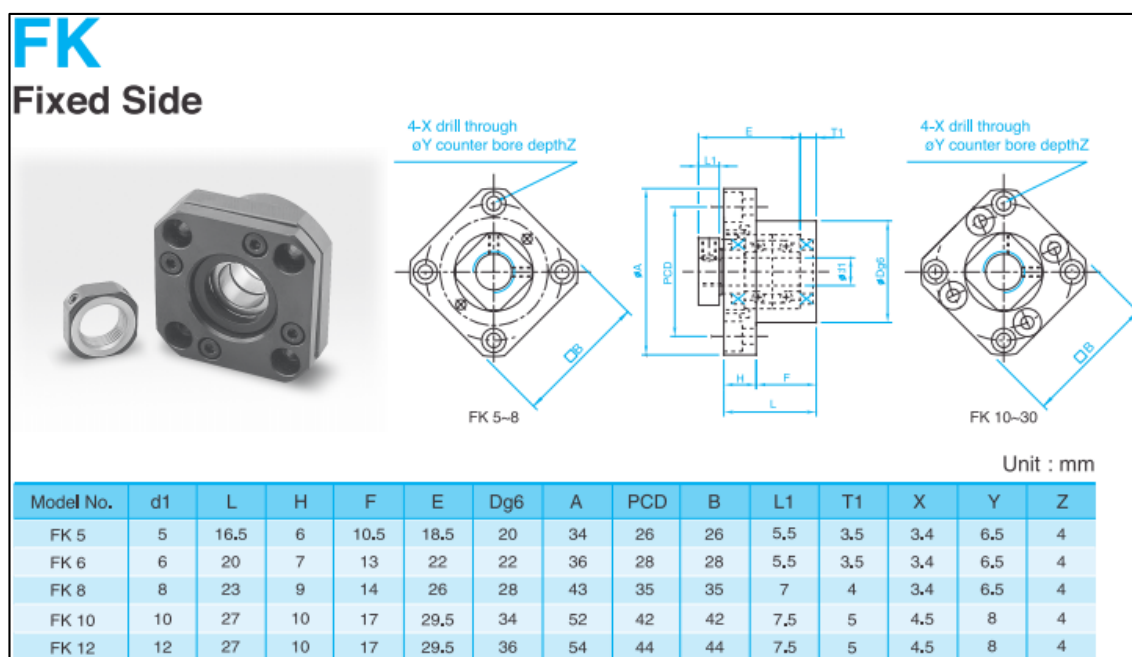 FK
Fixed Side
4-X drill through
øY counter bore depthZ
E
T1
L1
4-X drill through
øY counter bore depthZ
øA
PCD
ød1
øDg6
□B
□B
H
F
L
FK 5~8
FK 10~30
Unit : mm
Model No. d1 L H F E Dg6 A PCD B L1 T1 X Y Z
FK 5 5 16.5 6 10.5 18.5 20 34 26 26 5.5 3.5 3.4 6.5 4
FK 6 6 20 7 13 22 22 36 28 28 5.5 3.5 3.4 6.5 4
FK 8 8 23 9 14 26 28 43 35 35 7 4 3.4 6.5 4
FK 10 10 27 10 17 29.5 34 52 42 42 7.5 5 4.5 8 4
FK 12 12 27 10 17 29.5 36 54 44 44 7.5 5 4.5 8 4